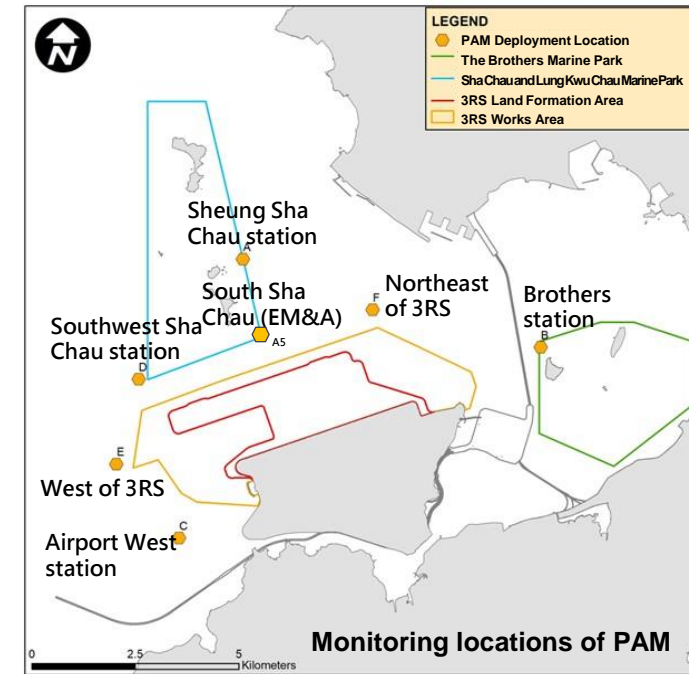 N
LEGEND
PAM Deployment Location
The Brothers Marine Park
Sha Chau and Lung Kwu Chau Marine Park
3RS Land Formation Area
3RS Works Area
Sheung Sha
Chau station
A
South Sha
Chau (EM&A)
A5
Northeast
of 3RS
F
Brothers
station
B
Southwest Sha
Chau station
D
E
West of 3RS
Airport West
station
C
Monitoring locations of PAM
0 2.5 5
Kilometers